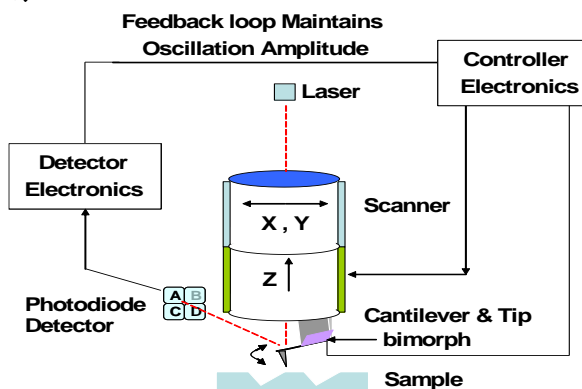 Feedback loop Maintains
Oscillation Amplitude
Controller
Electronics
Laser
Detector
Electronics
Scanner
X , Y
Z
A B
C D
Photodiode
Detector
Cantilever & Tip
bimorph
Sample